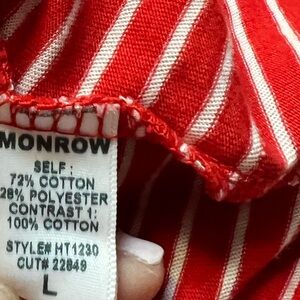 MONROW
SELF:
72% COTTON
28% POLYESTER
CONTRAST 1:
100% COTTON
STYLE# HT1230
CUT# 22849
L